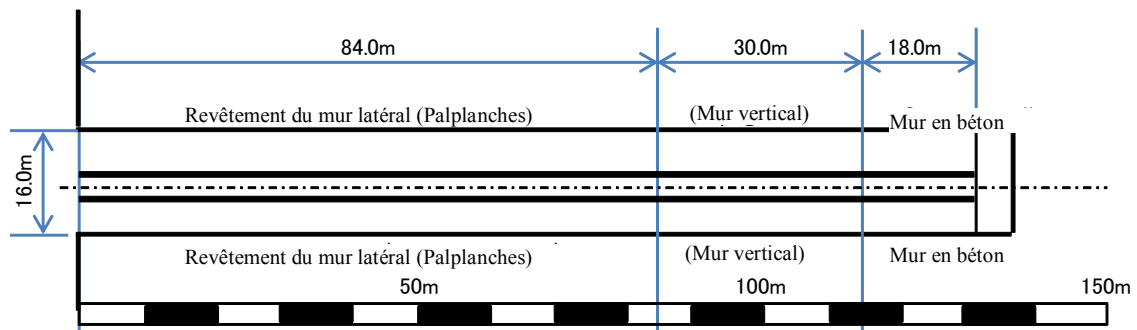 84.0m
30.0m
18.0m
Revêtement du mur latéral (Palplanches)
(Mur vertical)
Mur en béton
16.0m
Revêtement du mur latéral (Palplanches)
(Mur vertical)
Mur en béton
50m
100m
150m